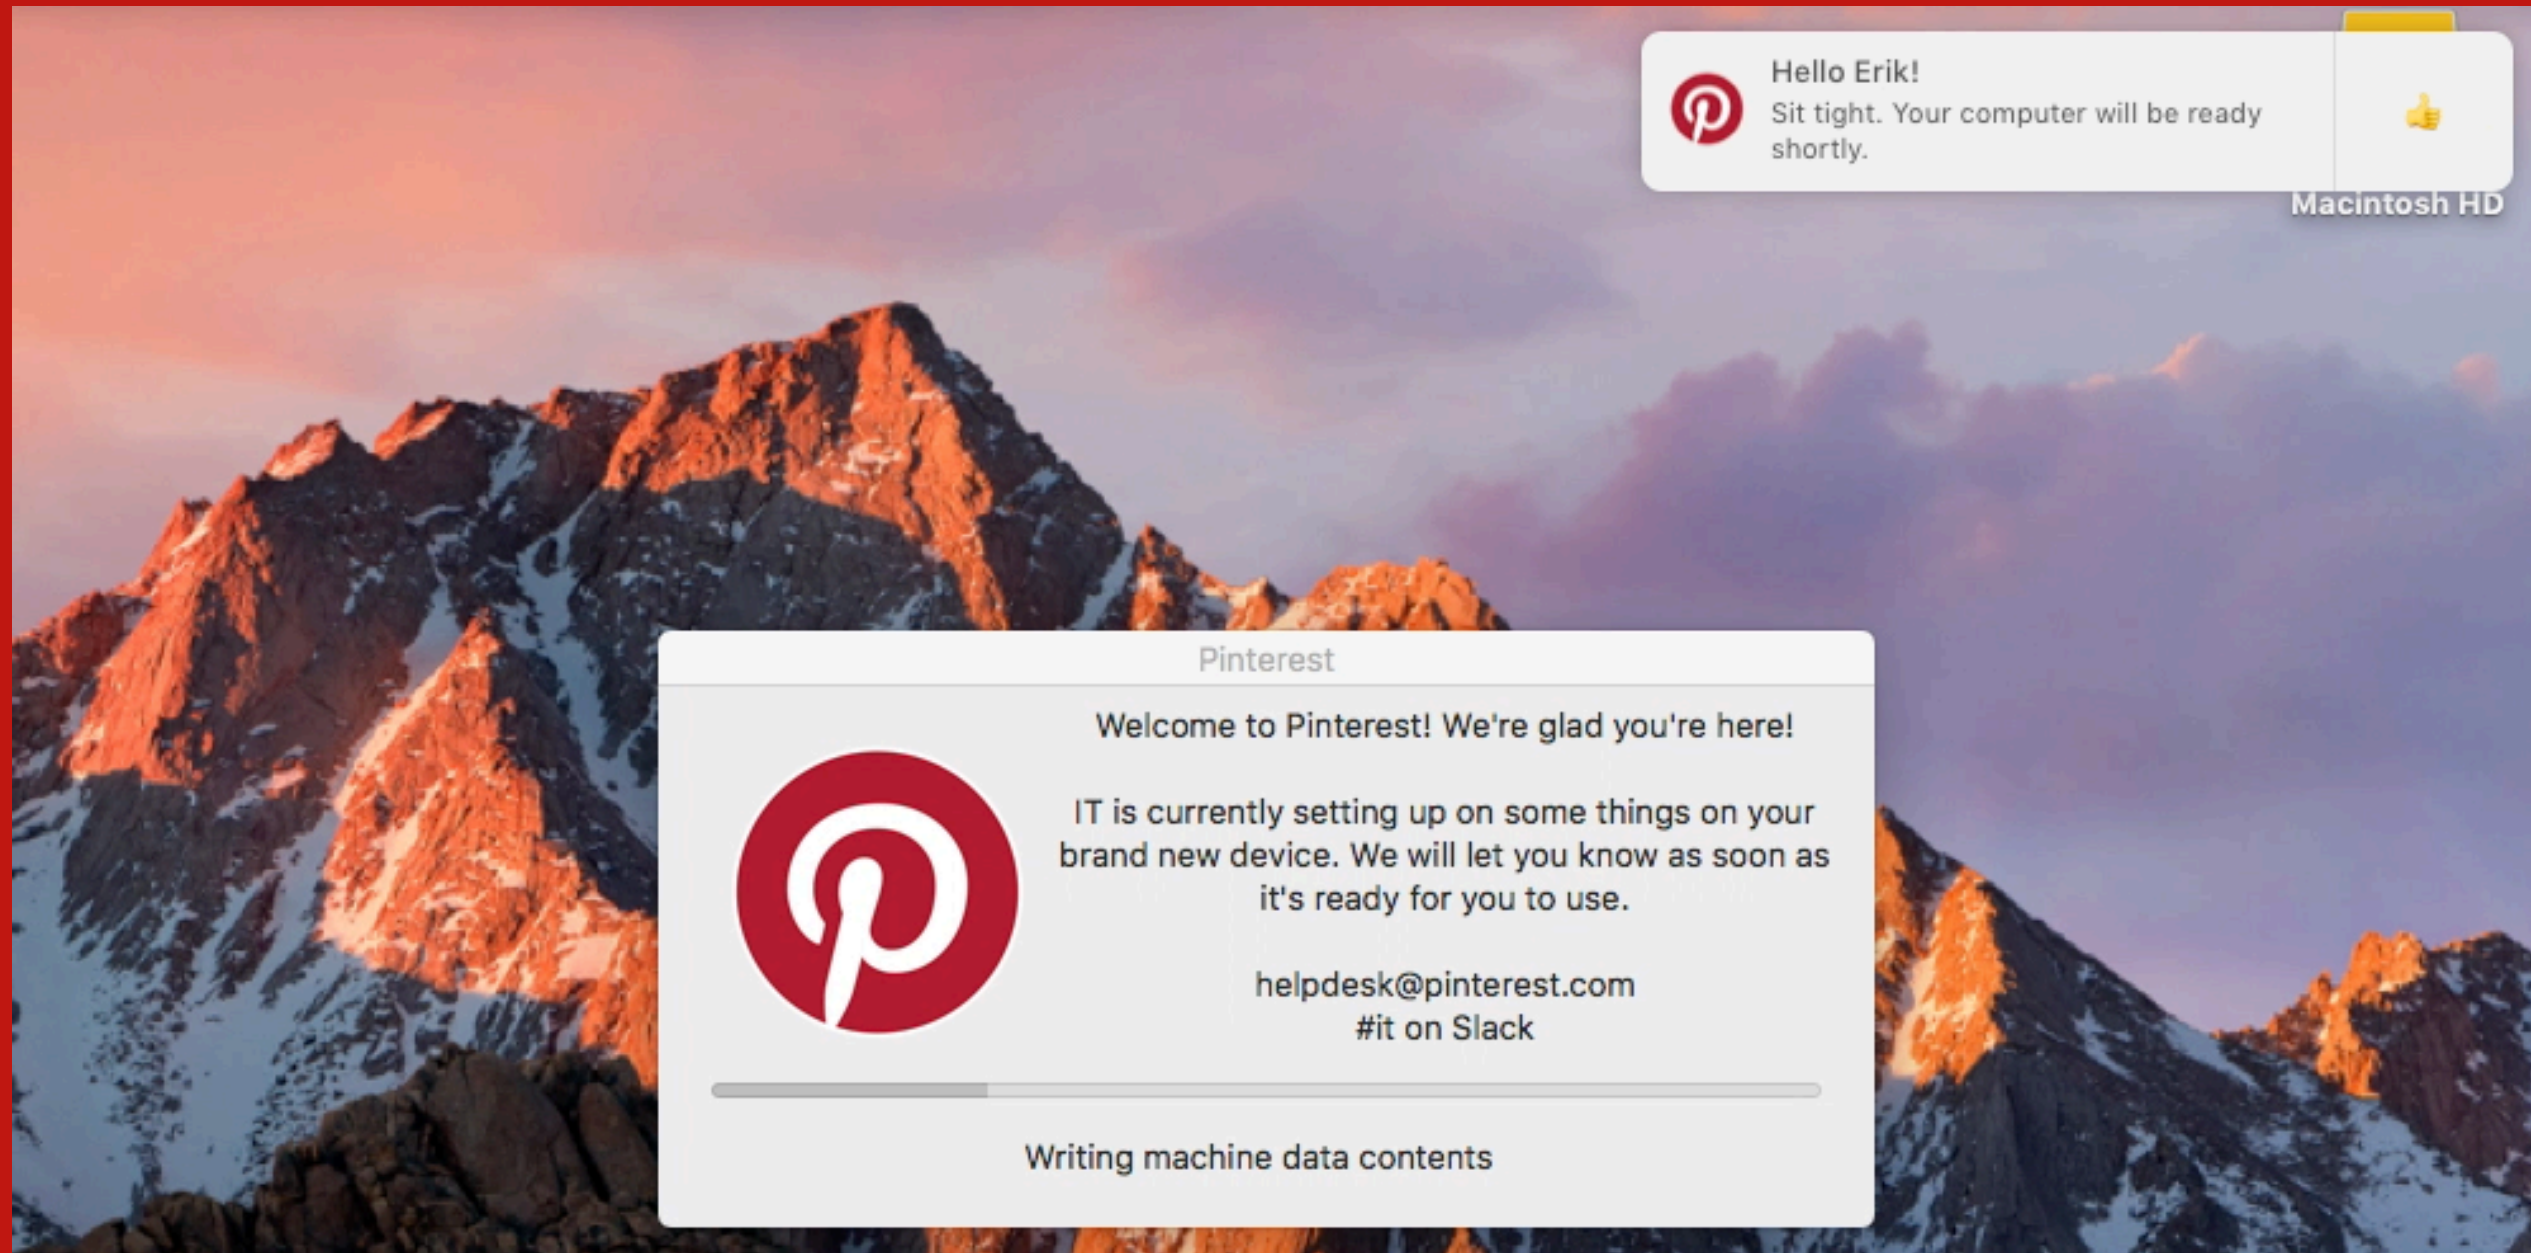 Hello Erik!
Sit tight. Your computer will be ready
shortly.
Macintosh HD
Pinterest
Welcome to Pinterest! We're glad you're here!
IT is currently setting up on some things on your
brand new device. We will let you know as soon as
it's ready for you to use.
helpdesk@pinterest.com
#it on Slack
Writing machine data contents